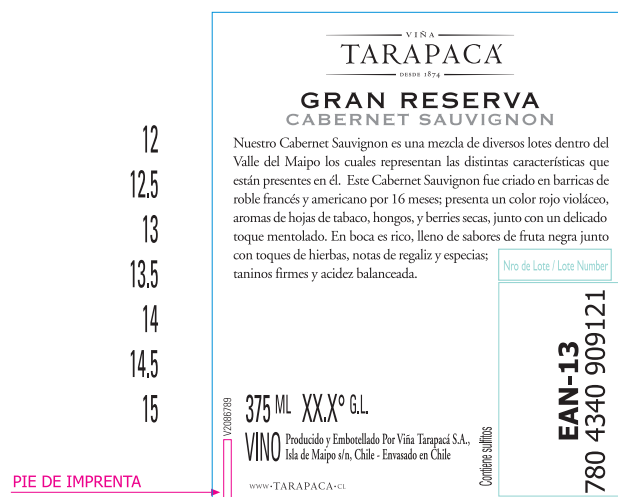 VIÑA
TARAPACÁ
DESDE 1874
GRAN RESERVA
CABERNET SAUVIGNON
Nuestro Cabernet Sauvignon es una mezcla de diversos lotes dentro del
Valle del Maipo los cuales representan las distintas características que
están presentes en él. Este Cabernet Sauvignon fue criado en barricas de
roble francés y americano por 16 meses; presenta un color rojo violáceo,
aromas de hojas de tabaco, hongos, y berries secas, junto con un delicado
toque mentolado. En boca es rico, lleno de sabores de fruta negra junto
con toques de hierbas, notas de regaliz y especias;
taninos firmes y acidez balanceada.
Nro de Lote / Lote Number
12
12.5
13
13.5
14
14.5
15
EAN-13
780 4340 909121
V2086789
375 ML XX.X° G.L.
VINO
Producido y Embotellado Por Viña Tarapacá S.A.,
Isla de Maipo s/n, Chile - Envasado en Chile
Contiene sulfitos
WWW·TARAPACA·CL
PIE DE IMPRENTA